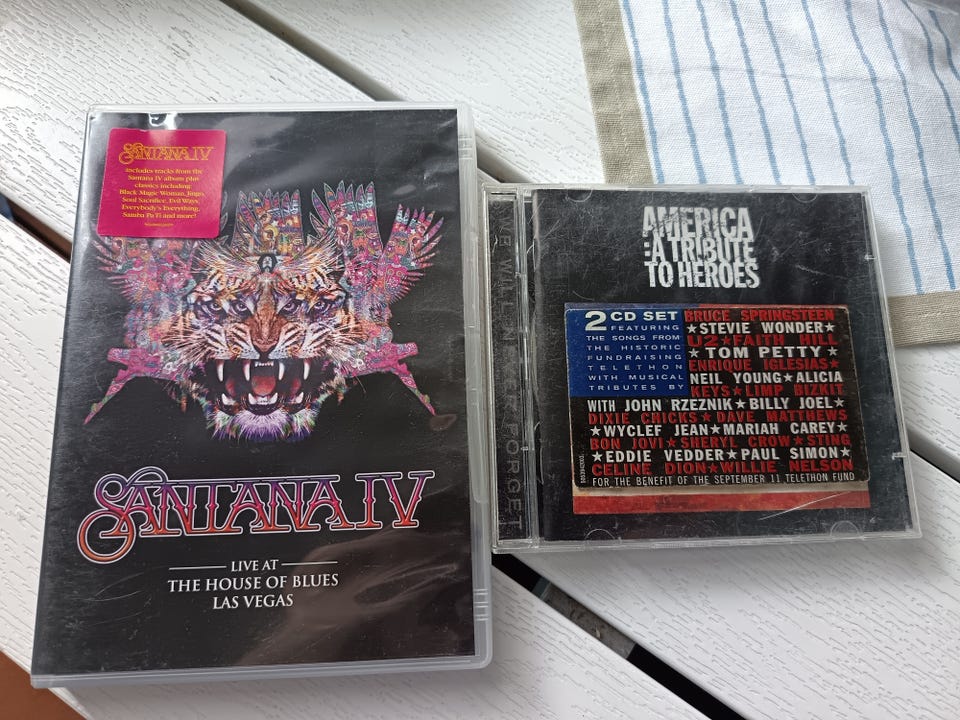 SANTANA IV
includes tracks from the
Santana IV album plus
classics including
Black Magic Woman, Jingo,
Soul Sacrifice, Evil Ways,
Everybody's Everything,
Samba Pa Ti and more!
SANTANA IV
LIVE AT
THE HOUSE OF BLUES
LAS VEGAS
WE WILL NEVER FORGET
AMERICA
:A TRIBUTE
TO HEROES
2 CD SET
FEATURING
THE SONGS FROM
THE HISTORIC
FUNDRAISING
TELETHON
WITH MUSICAL
TRIBUTES BY
BRUCE SPRINGSTEEN
★STEVIE WONDER★
U2★FAITH HILL
★TOM PETTY★
ENRIQUE IGLESIAS★
NEIL YOUNG★ALICIA
KEYS★LIMP BIZKIT
WITH JOHN RZEZNIK★BILLY JOEL★
DIXIE CHICKS★DAVE MATTHEWS
★WYCLEF JEAN★MARIAH CAREY★
BON JOVI★SHERYL CROW★STING
★EDDIE VEDDER★PAUL SIMON★
CELINE DION★WILLIE NELSON
FOR THE BENEFIT OF THE SEPTEMBER 11 TELETHON FUND